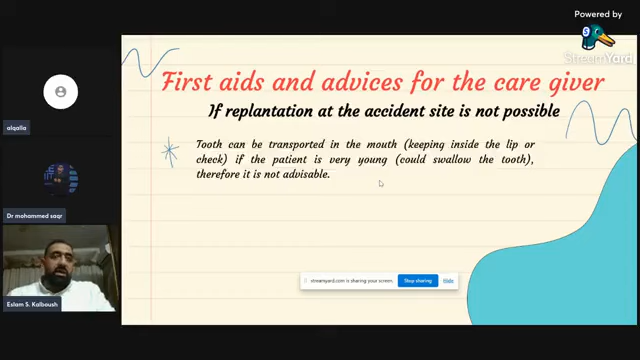 Powered by
StreamYard
First aids and advices for the care giver
If replantation at the accident site is not possible
Tooth can be transported in the mouth (keeping inside the lip or
check) if the patient is very young (could swallow the tooth),
therefore it is not advisable.
alqalla
Dr mohammed saqr
Eslam S. Kalboush
streamyard.com is sharing your screen.
Stop sharing
Hide